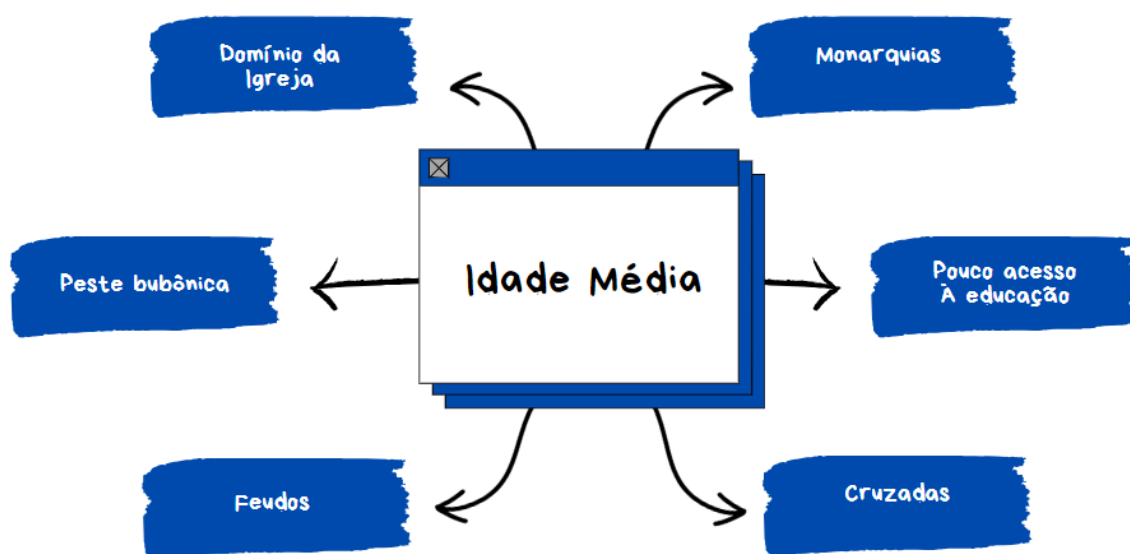 Domínio da
Igreja
Monarquias
Idade Média
Peste bubônica
Pouco acesso
À educação
Feudos
Cruzadas